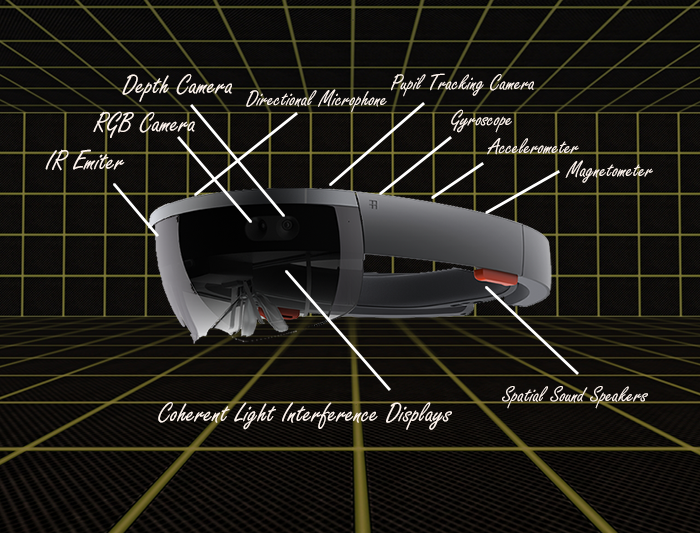 Depth Camera
Directional Microphone
Pupil Tracking Camera
RGB Camera
Gyroscope
IR Emiter
Accelerometer
Magnetometer
Spatial Sound Speakers
Coherent Light Interference Displays